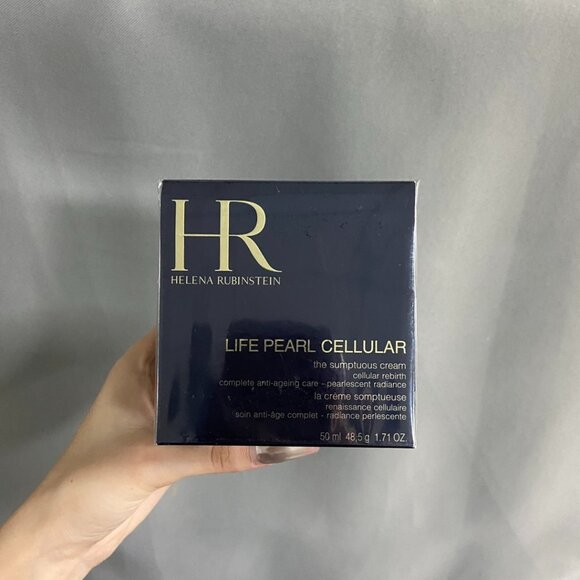 HR
HELENA RUBINSTEIN
LIFE PEARL CELLULAR
the sumptuous cream
cellular rebirth
complete anti-ageing care – pearlescent radiance
la crème somptueuse
renaissance cellulaire
soin anti-âge complet - radiance perlescente
50 ml 48,5 g 1.71 OZ.